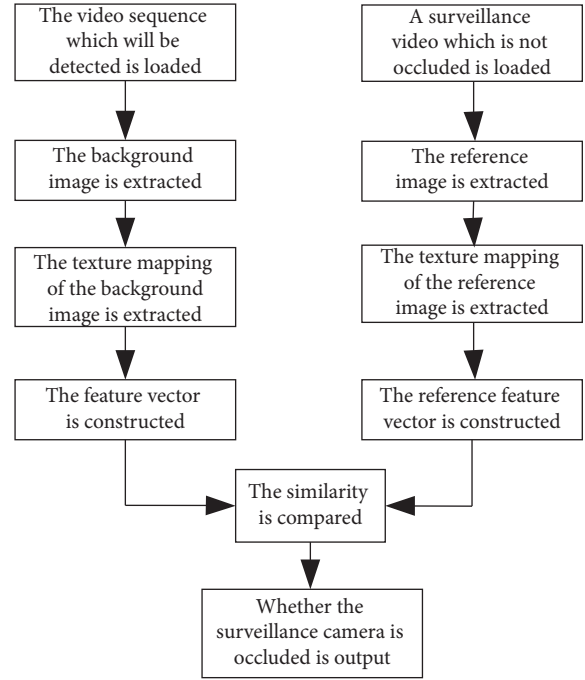 The video sequence
which will be
detected is loaded
The background
image is extracted
The texture mapping
of the background
image is extracted
The feature vector
is constructed
A surveillance
video which is not
occluded is loaded
The reference
image is extracted
The texture mapping
of the reference
image is extracted
The reference feature
vector is constructed
The similarity
is compared
Whether the
surveillance camera is
occluded is output